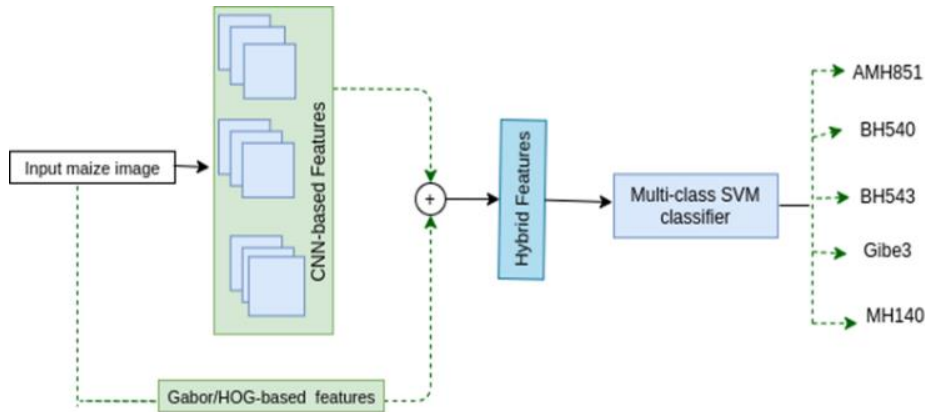 Input maize image
CNN-based Features
Gabor/HOG-based features
+
Hybrid Features
Multi-class SVM
classifier
AMH851
BH540
BH543
Gibe3
MH140